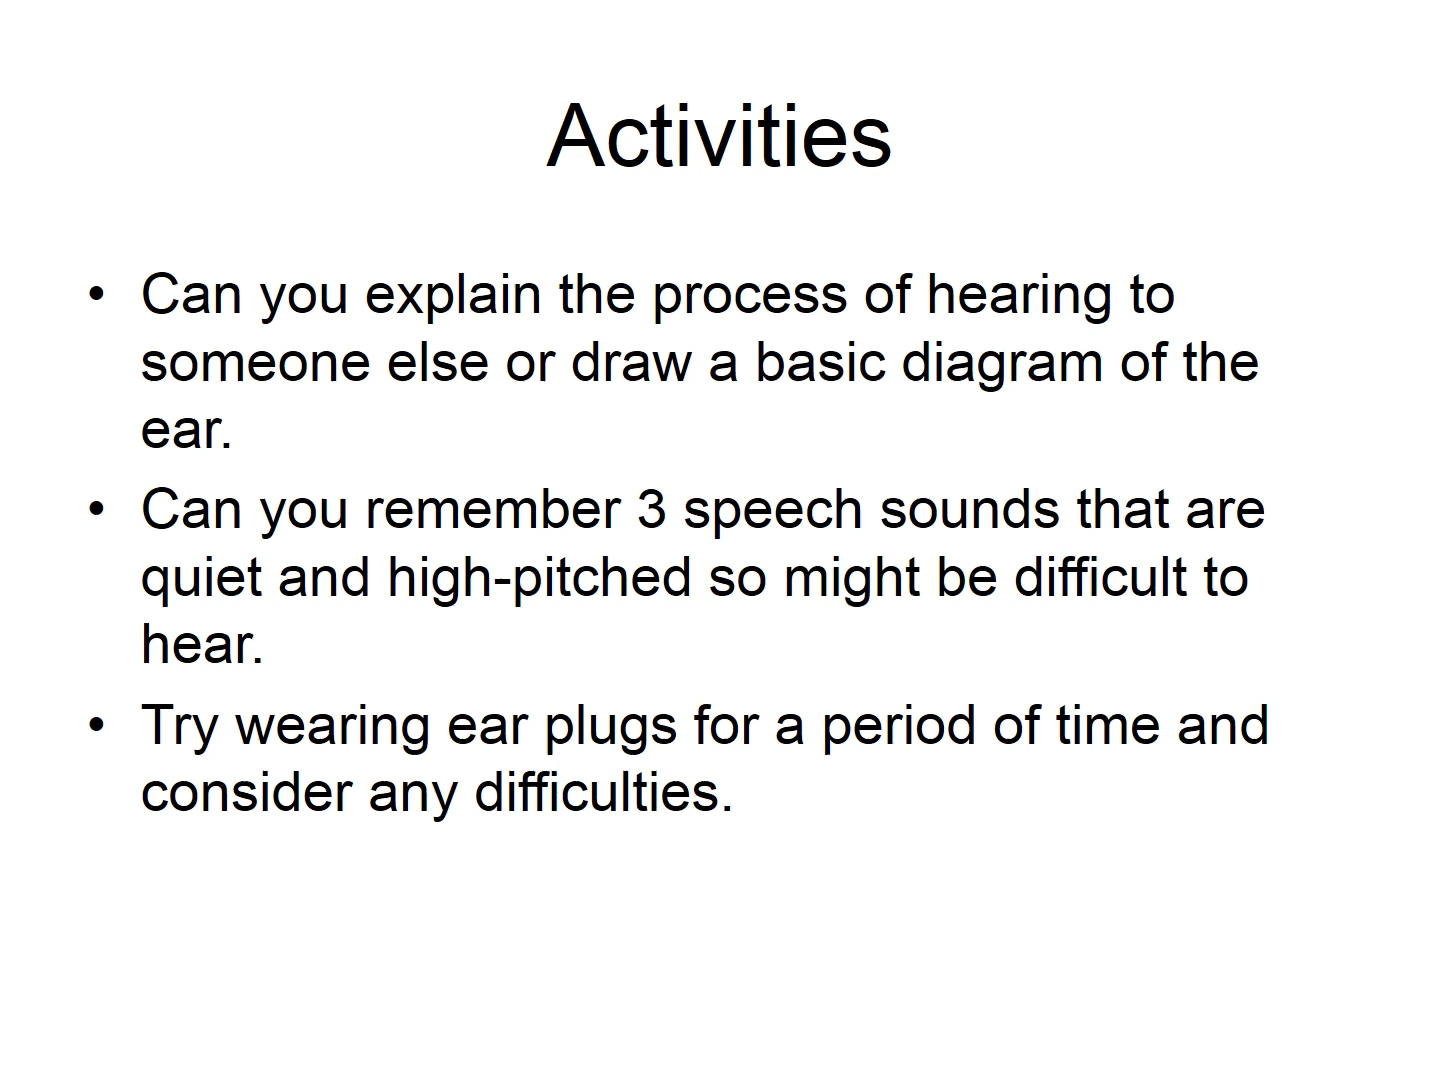 Activities
• Can you explain the process of hearing to
someone else or draw a basic diagram of the
ear.
• Can you remember 3 speech sounds that are
quiet and high-pitched so might be difficult to
hear.
• Try wearing ear plugs for a period of time and
consider any difficulties.